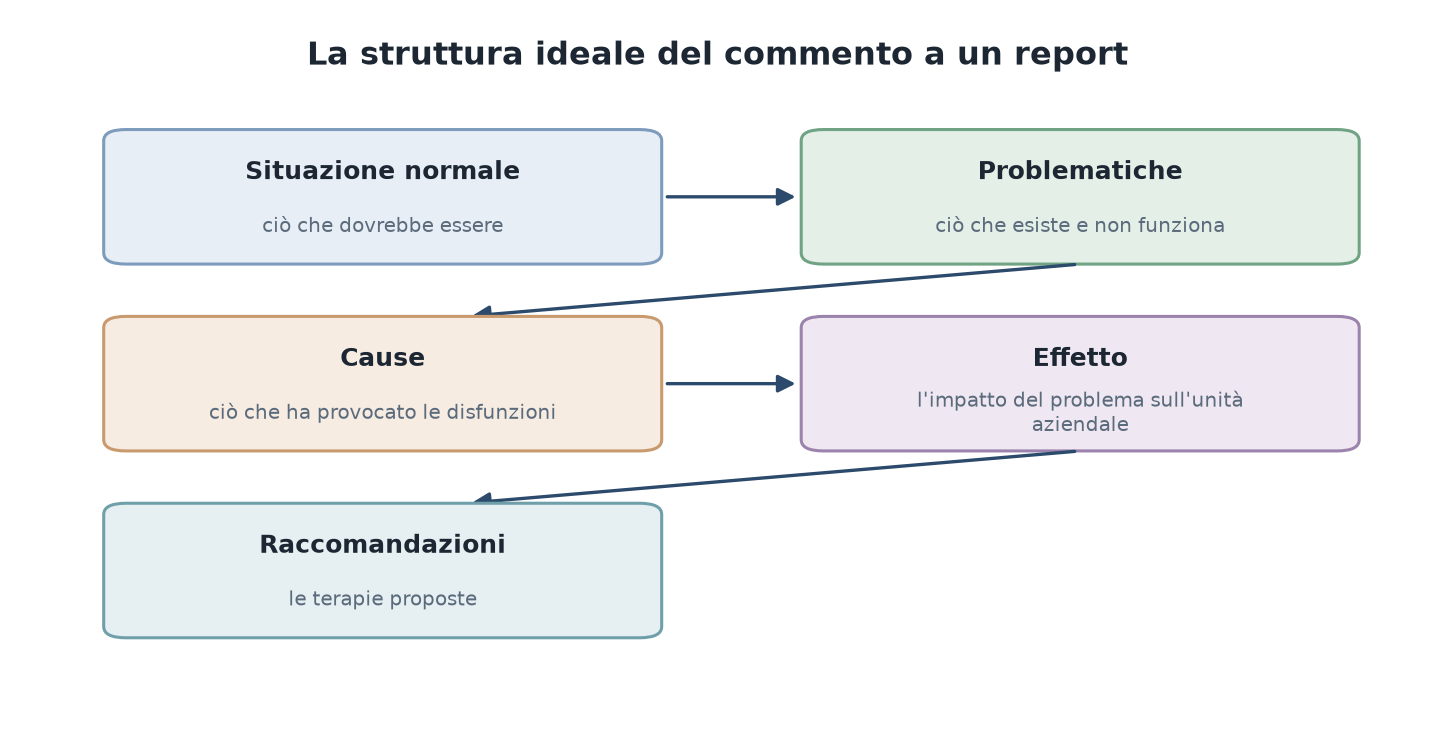 La struttura ideale del commento a un report
Situazione normale
ciò che dovrebbe essere
Problematiche
ciò che esiste e non funziona
Cause
ciò che ha provocato le disfunzioni
Effetto
l'impatto del problema sull'unità
aziendale
Raccomandazioni
le terapie proposte